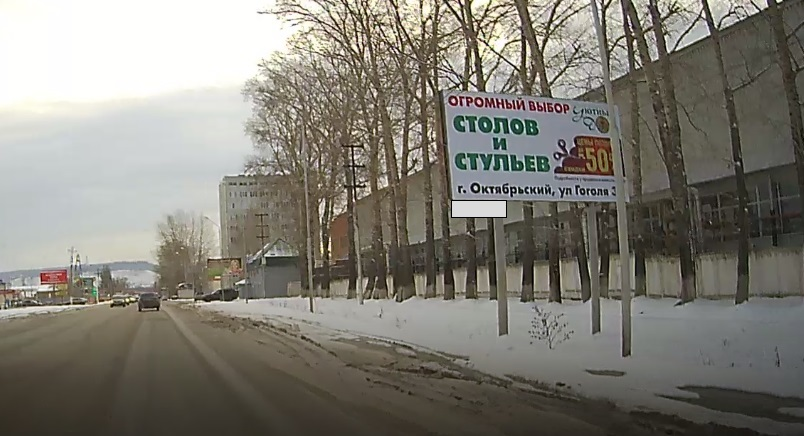 ОГРОМНЫЙ ВЫБОР
СТОЛОВ
И
СТУЛЬЕВ
50%
г. Октябрьский, ул Гоголя